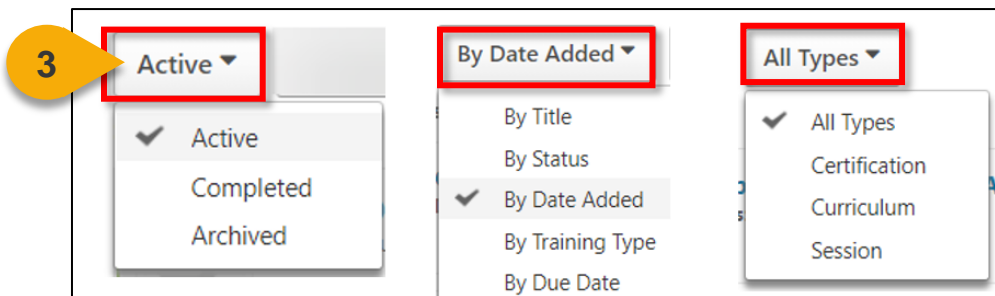 3
Active
Active
Completed
Archived
By Date Added
By Title
By Status
By Date Added
By Training Type
By Due Date
All Types
All Types
Certification
Curriculum
Session